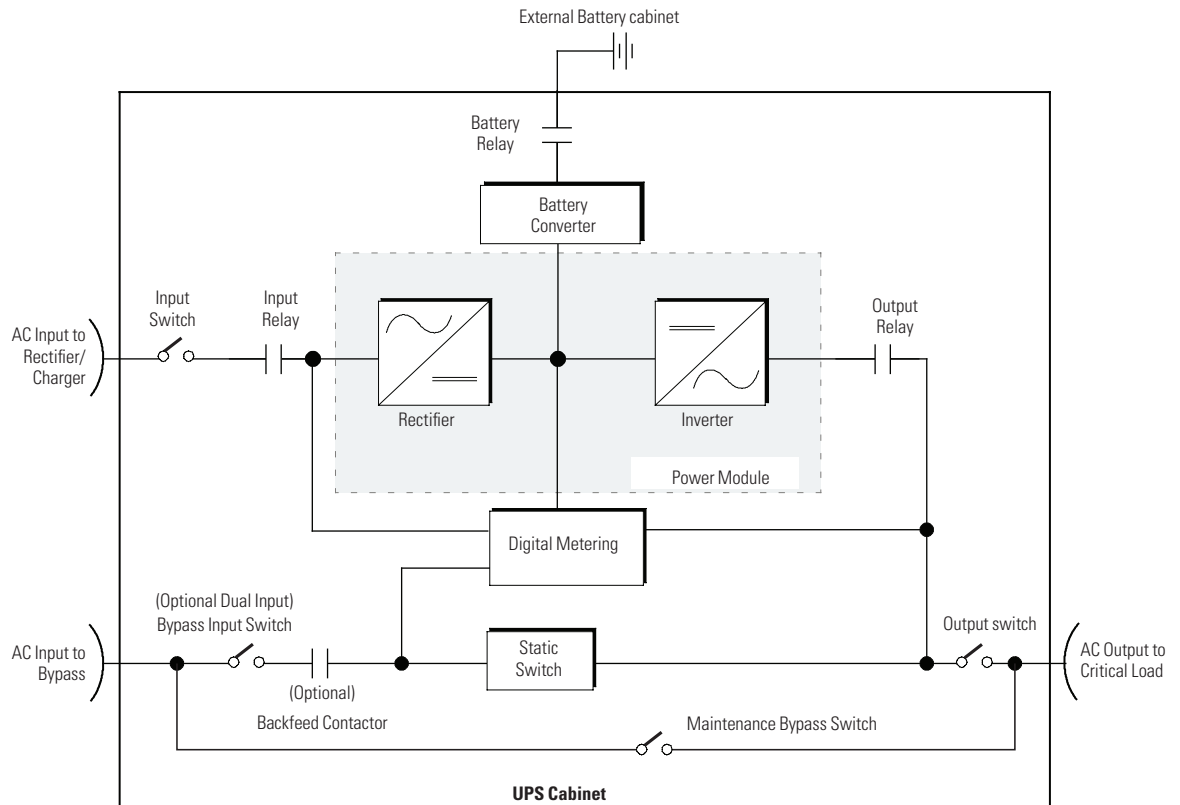 External Battery cabinet
Battery
Relay
Battery
Converter
Input
Switch
Input
Relay
Output
Relay
AC Input to
Rectifier/
Charger
Rectifier
Inverter
Power Module
Digital Metering
(Optional Dual Input)
Bypass Input Switch
Output switch
AC Input to
Bypass
Static
Switch
AC Output to
Critical Load
(Optional)
Backfeed Contactor
Maintenance Bypass Switch
UPS Cabinet